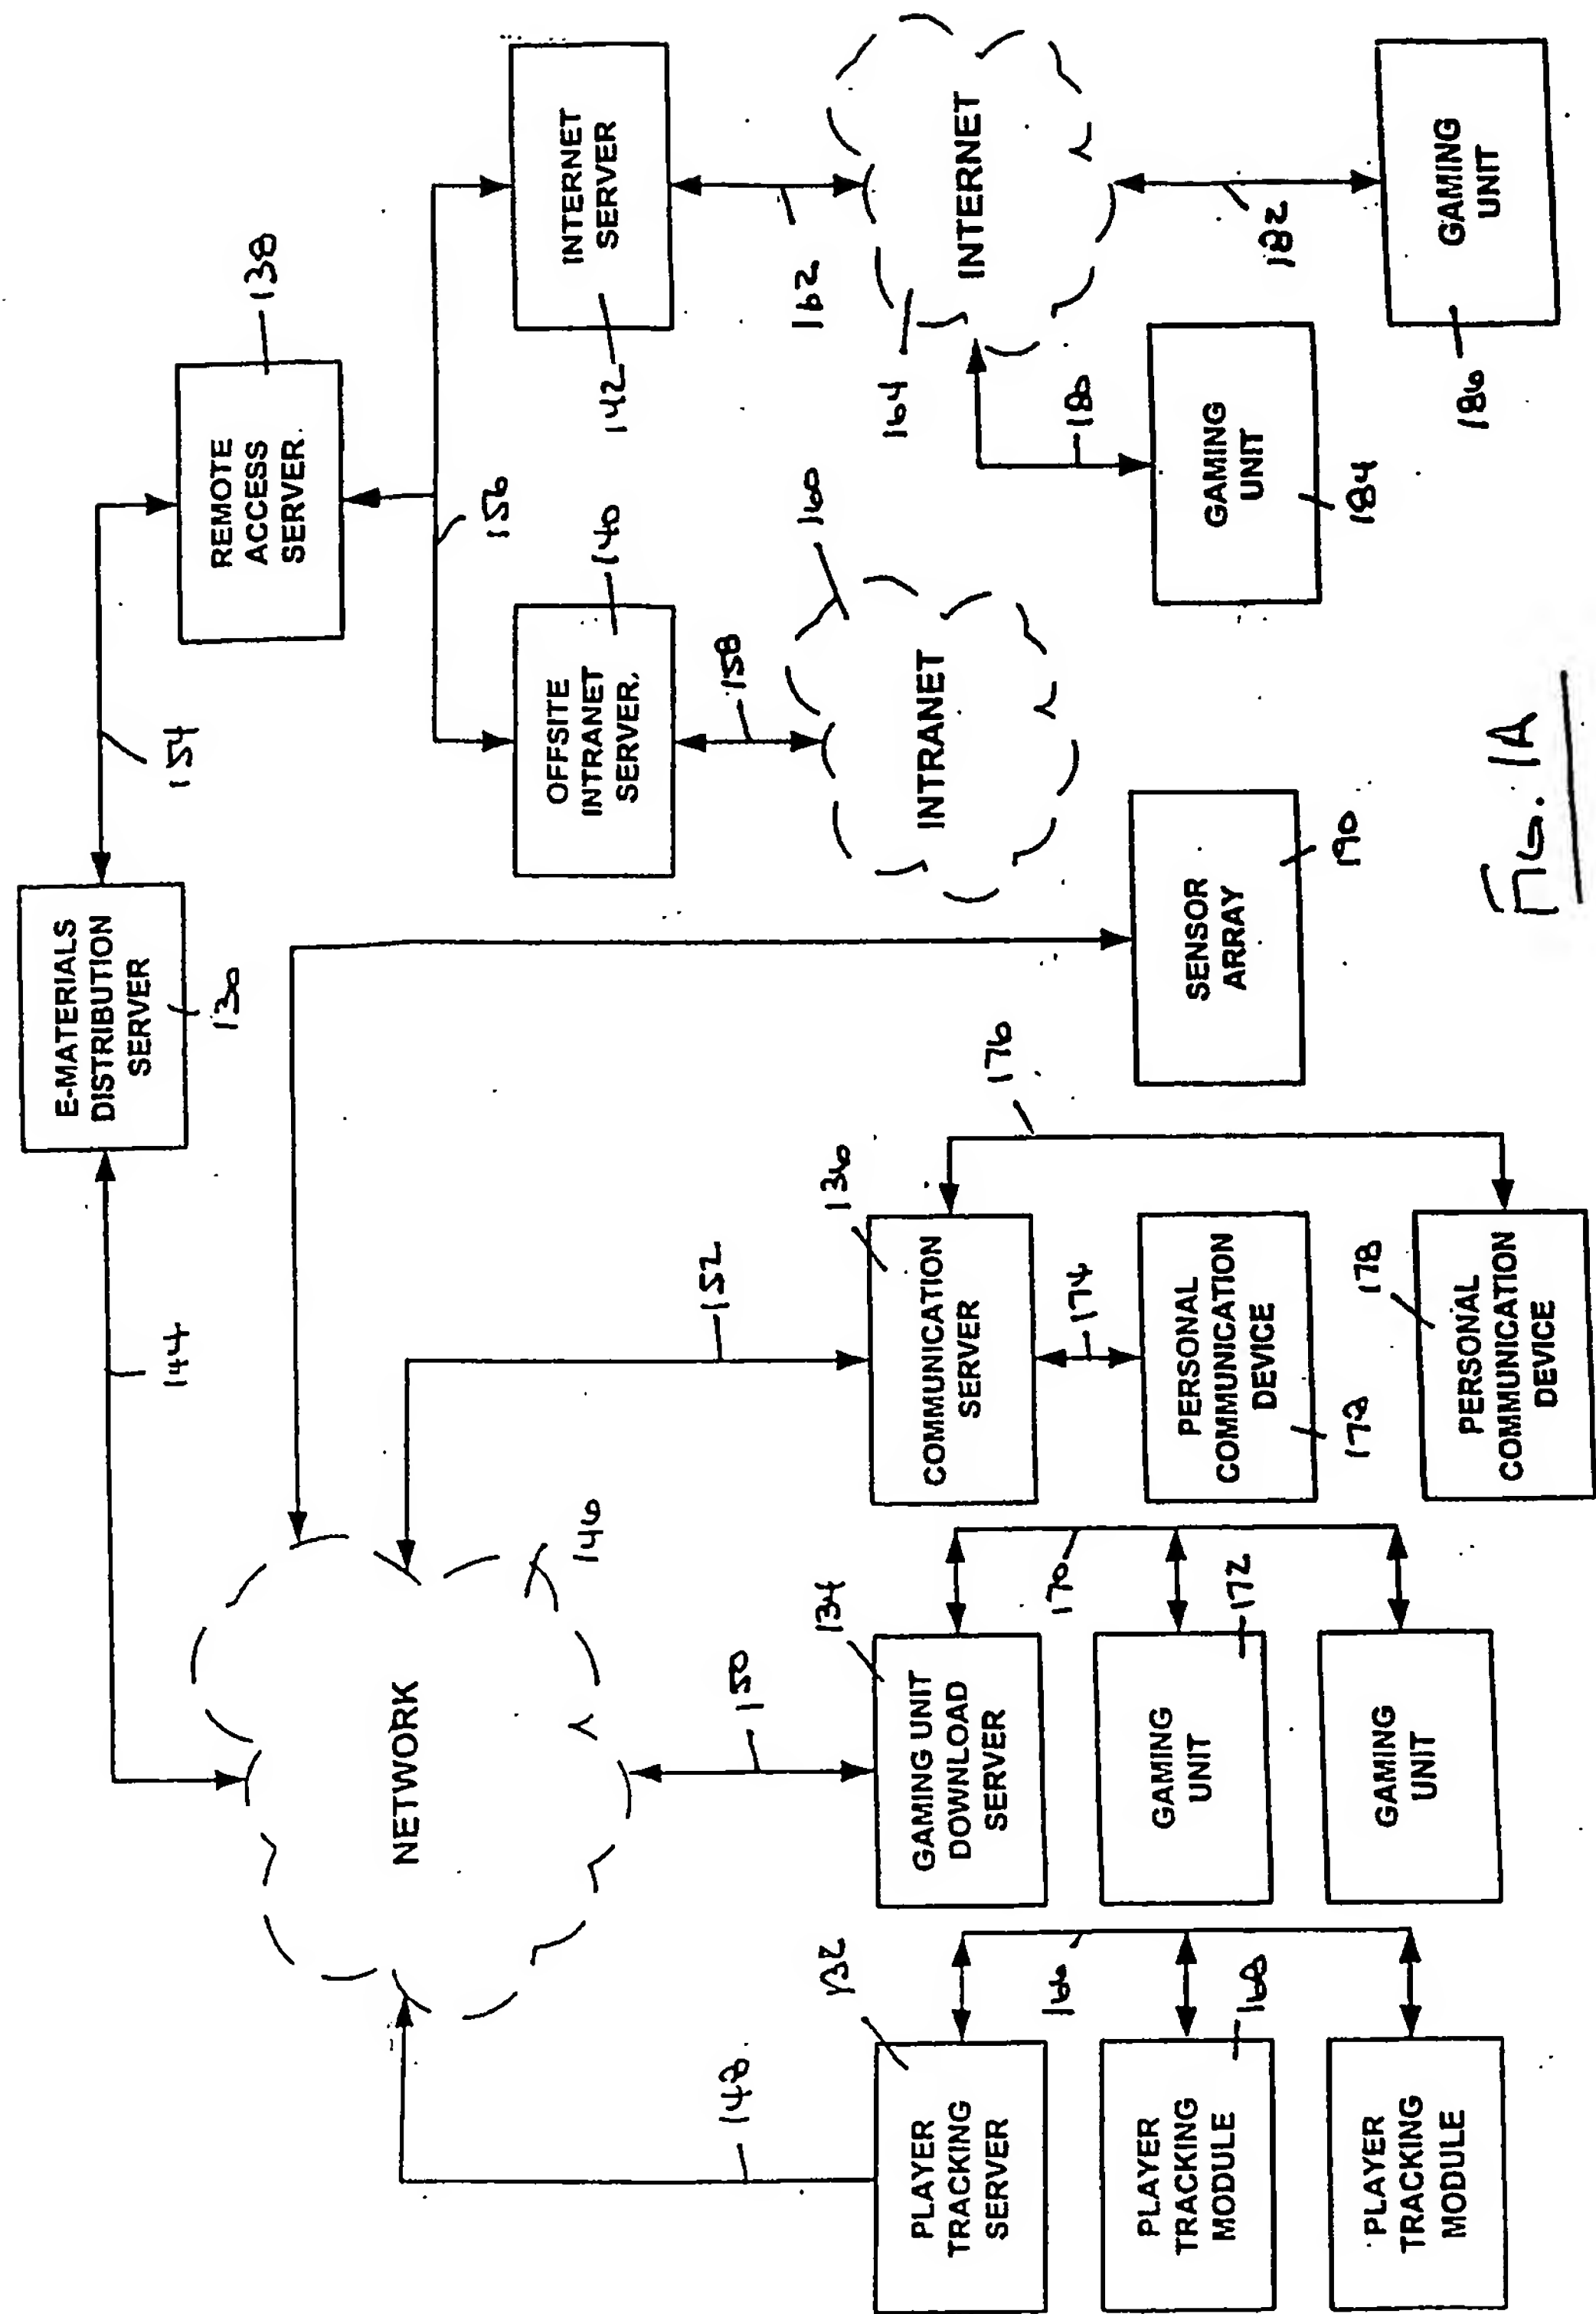 E-MATERIALS
DISTRIBUTION
SERVER
130
144
154
REMOTE
ACCESS
SERVER.
138
NETWORK
146
148
150
152
156
OFFSITE
INTRANET
SERVER.
140
INTERNET
SERVER
142
158
162
INTRANET
160
INTERNET
164
PLAYER
TRACKING
SERVER
132
GAMING UNIT
DOWNLOAD
SERVER
134
COMMUNICATION
SERVER
136
166
170
174
176
180
182
PLAYER
TRACKING
MODULE
168
GAMING
UNIT
172
PERSONAL
COMMUNICATION
DEVICE
178
SENSOR
ARRAY
190
GAMING
UNIT
184
PLAYER
TRACKING
MODULE
GAMING
UNIT
PERSONAL
COMMUNICATION
DEVICE
178
GAMING
UNIT
186
FIG. 1A